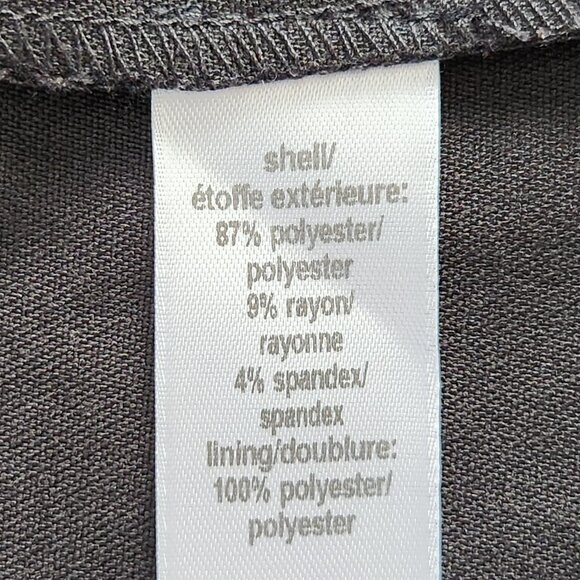 shell/
étoffe extérieure:
87% polyester/
polyester
9% rayon/
rayonne
4% spandex/
spandex
lining/doublure:
100% polyester/
polyester